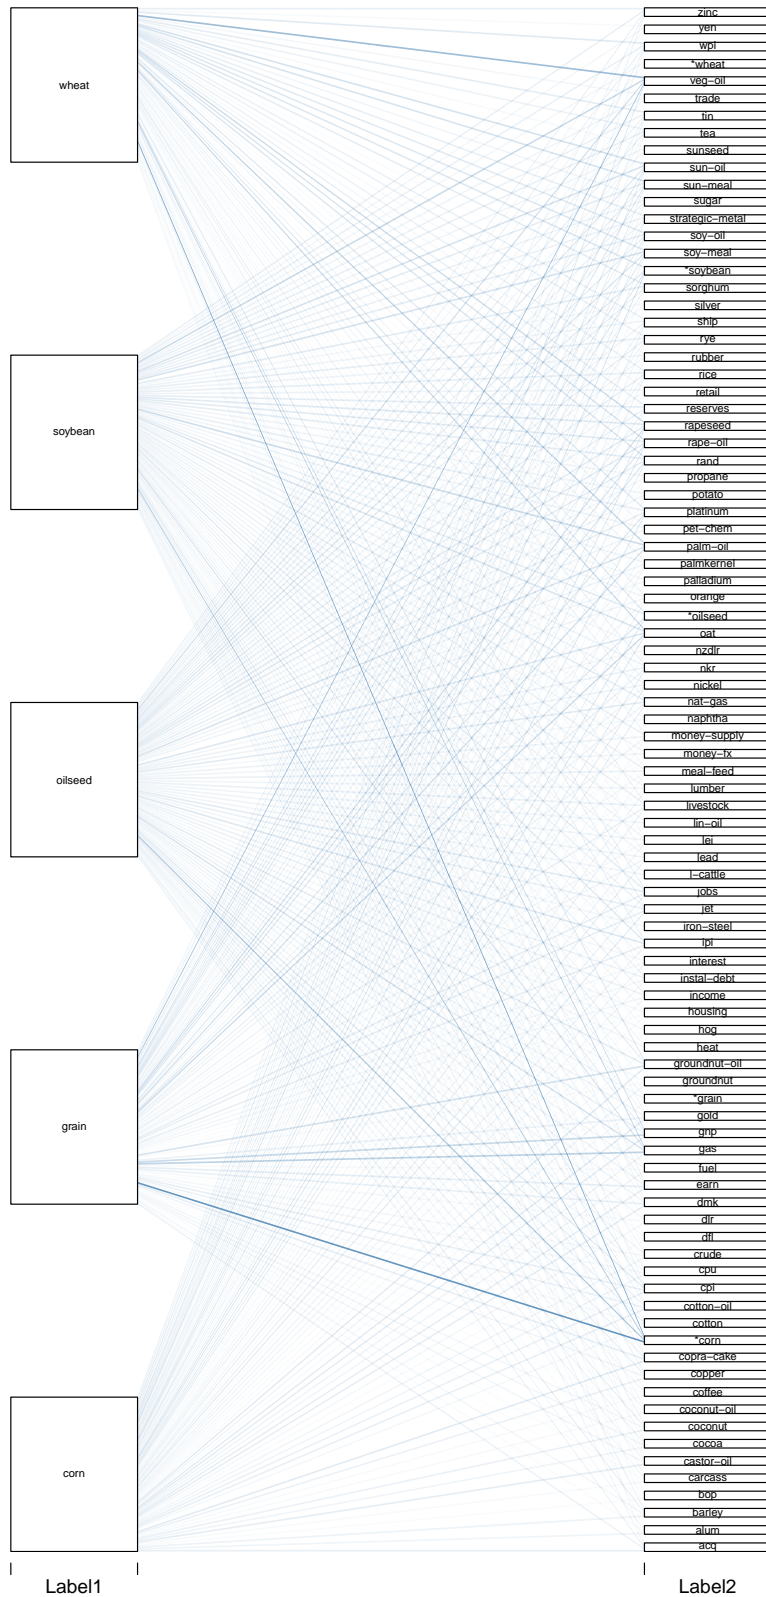 wheat
soybean
oilseed
grain
corn
Label1
zinc
yen
wpi
*wheat
veg−oil
trade
tin
tea
sunseed
sun−oil
sun−meal
sugar
strategic−metal
soy−oil
soy−meal
*soybean
sorghum
silver
ship
rye
rubber
rice
retail
reserves
rapeseed
rape−oil
rand
propane
potato
platinum
pet−chem
palm−oil
palmkernel
palladium
orange
*oilseed
oat
nzdlr
nkr
nickel
nat−gas
naphtha
money−supply
money−fx
meal−feed
lumber
livestock
lin−oil
lei
lead
l−cattle
jobs
jet
iron−steel
ipi
interest
instal−debt
income
housing
hog
heat
groundnut−oil
groundnut
*grain
gold
gnp
gas
fuel
earn
dmk
dlr
dfl
crude
cpu
cpi
cotton−oil
cotton
*corn
copra−cake
copper
coffee
coconut−oil
coconut
cocoa
castor−oil
carcass
bop
barley
alum
acq
Label2